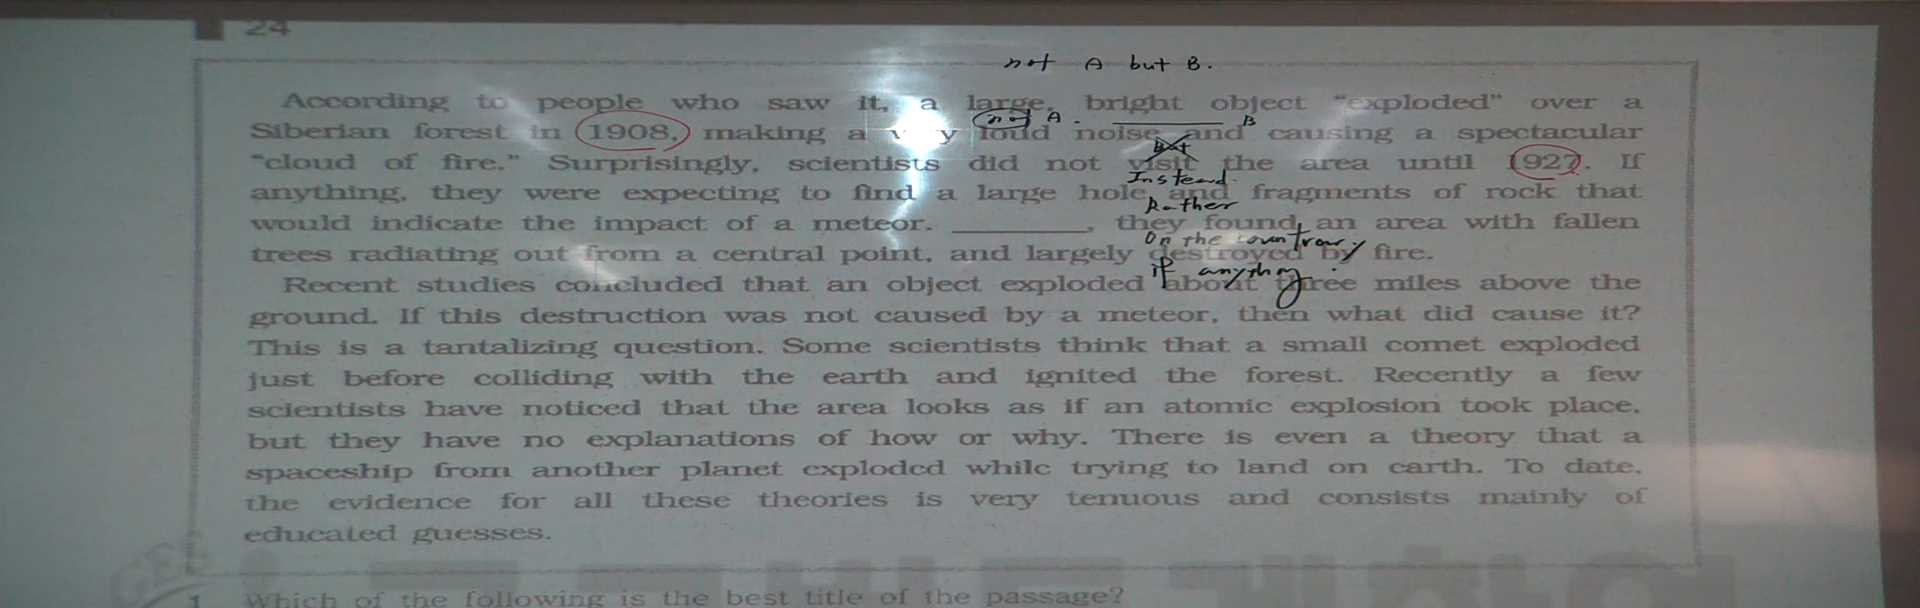 24
not A but B.
According to people who saw it, a large, bright object "exploded" over a
not A. B
Siberian forest in 1908, making a loud noise and causing a spectacular
But
"cloud of fire." Surprisingly, scientists did not visit the area until 1927. If
Instead.
anything, they were expecting to find a large hole and fragments of rock that
Rather
would indicate the impact of a meteor. ________, they found an area with fallen
On the countrary
trees radiating out from a central point, and largely destroyed by fire.
if anything
Recent studies concluded that an object exploded about three miles above the
ground. If this destruction was not caused by a meteor, then what did cause it?
This is a tantalizing question. Some scientists think that a small comet exploded
just before colliding with the earth and ignited the forest. Recently a few
scientists have noticed that the area looks as if an atomic explosion took place,
but they have no explanations of how or why. There is even a theory that a
spaceship from another planet exploded while trying to land on earth. To date,
the evidence for all these theories is very tenuous and consists mainly of
educated guesses.
1 Which of the following is the best title of the passage?